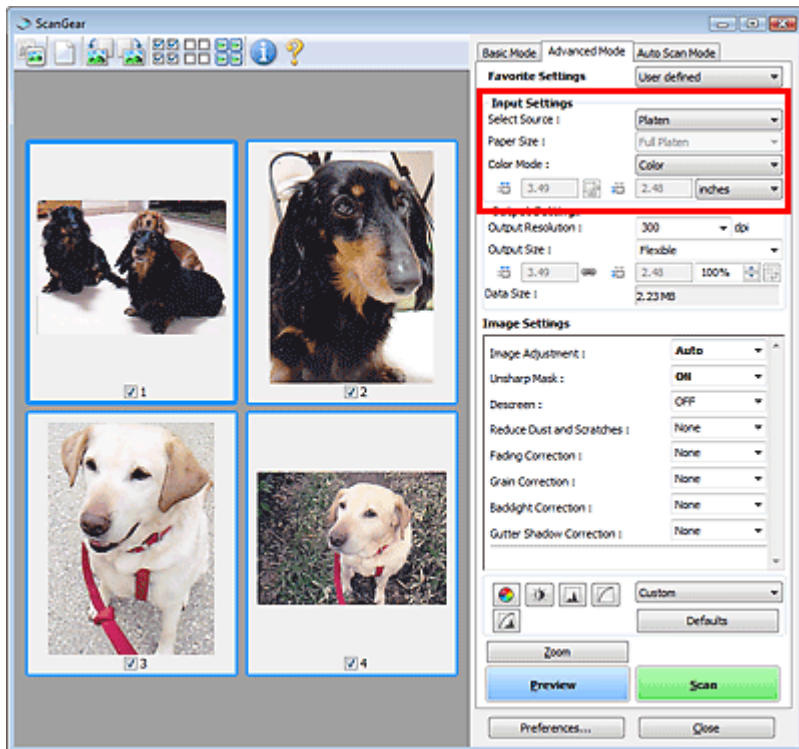 ScanGear
Basic Mode Advanced Mode Auto Scan Mode
Favorite Settings User defined
Input Settings
Select Source : Platen
Paper Size : Full Platen
Color Mode : Color
3.49 2.48 inches
Output Settings
Output Resolution : 300 dpi
Output Size : Flexible
3.49 2.48 100%
Data Size : 2.23 MB
Image Settings
Image Adjustment : Auto
Unsharp Mask : ON
Descreen : OFF
Reduce Dust and Scratches : None
Fading Correction : None
Grain Correction : None
Backlight Correction : None
Gutter Shadow Correction : None
Custom
Defaults
Zoom
Preview Scan
Preferences... Close
1
2
3
4